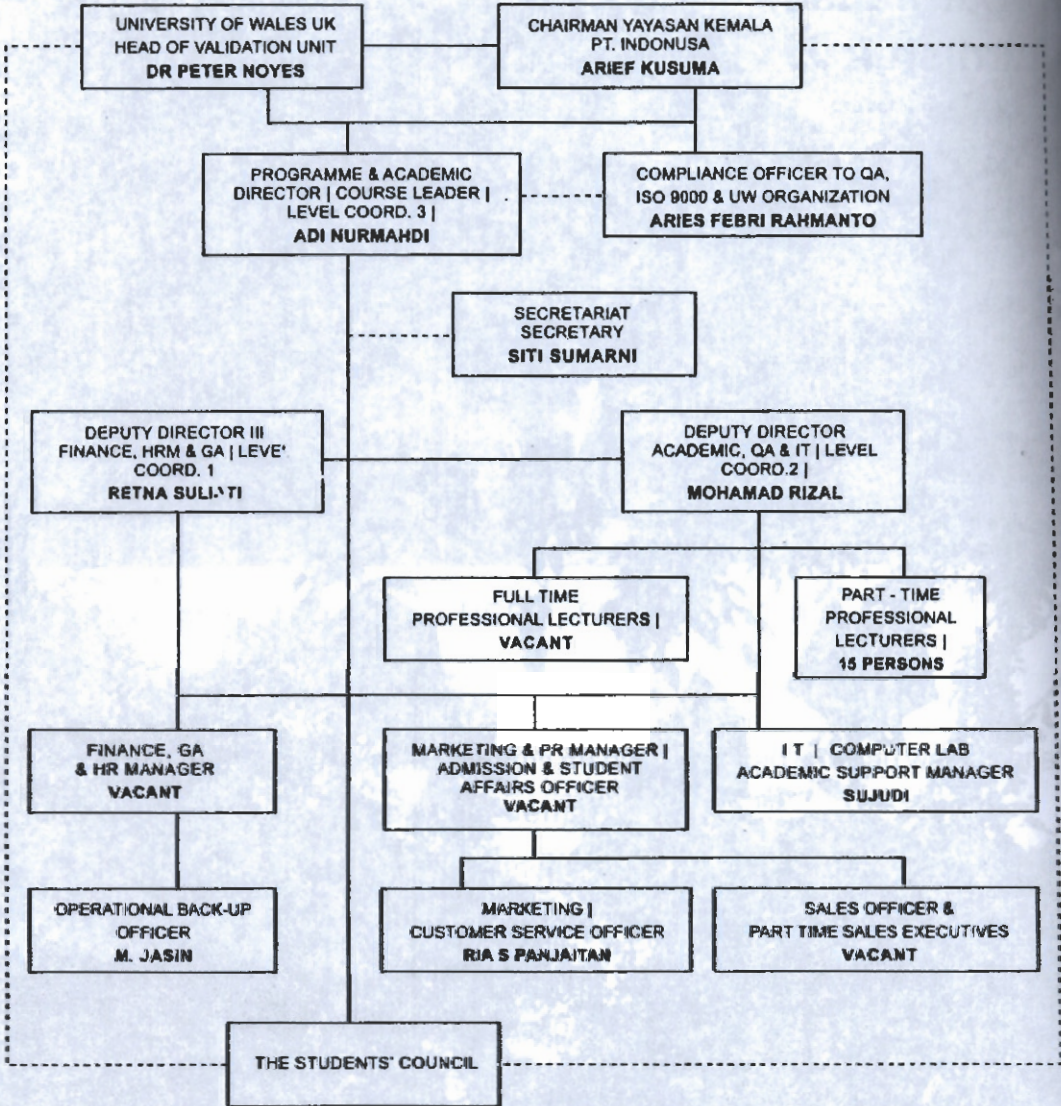 UNIVERSITY OF WALES UK
HEAD OF VALIDATION UNIT
DR PETER NOYES
CHAIRMAN YAYASAN KEMALA
PT. INDONUSA
ARIEF KUSUMA
PROGRAMME & ACADEMIC
DIRECTOR | COURSE LEADER |
LEVEL COORD. 3 |
ADI NURMAHDI
COMPLIANCE OFFICER TO QA,
ISO 9000 & UW ORGANIZATION
ARIES FEBRI RAHMANTO
SECRETARIAT
SECRETARY
SITI SUMARNI
DEPUTY DIRECTOR III
FINANCE, HRM & GA |
COORD. 1
RETNA
DEPUTY DIRECTOR
ACADEMIC, QA & IT | LEVEL
COORD.2 |
MOHAMAD RIZAL
FULL TIME
PROFESSIONAL LECTURERS |
VACANT
PART - TIME
PROFESSIONAL
LECTURERS |
15 PERSONS
FINANCE, GA
& HR MANAGER
VACANT
MARKETING & PR MANAGER |
ADMISSION & STUDENT
AFFAIRS OFFICER
VACANT
I T | COMPUTER LAB
ACADEMIC SUPPORT MANAGER
SUJUDI
OPERATIONAL BACK-UP
OFFICER
M. JASIN
MARKETING |
CUSTOMER SERVICE OFFICER
RIA S PANJAITAN
SALES OFFICER &
PART TIME SALES EXECUTIVES
VACANT
THE STUDENTS' COUNCIL